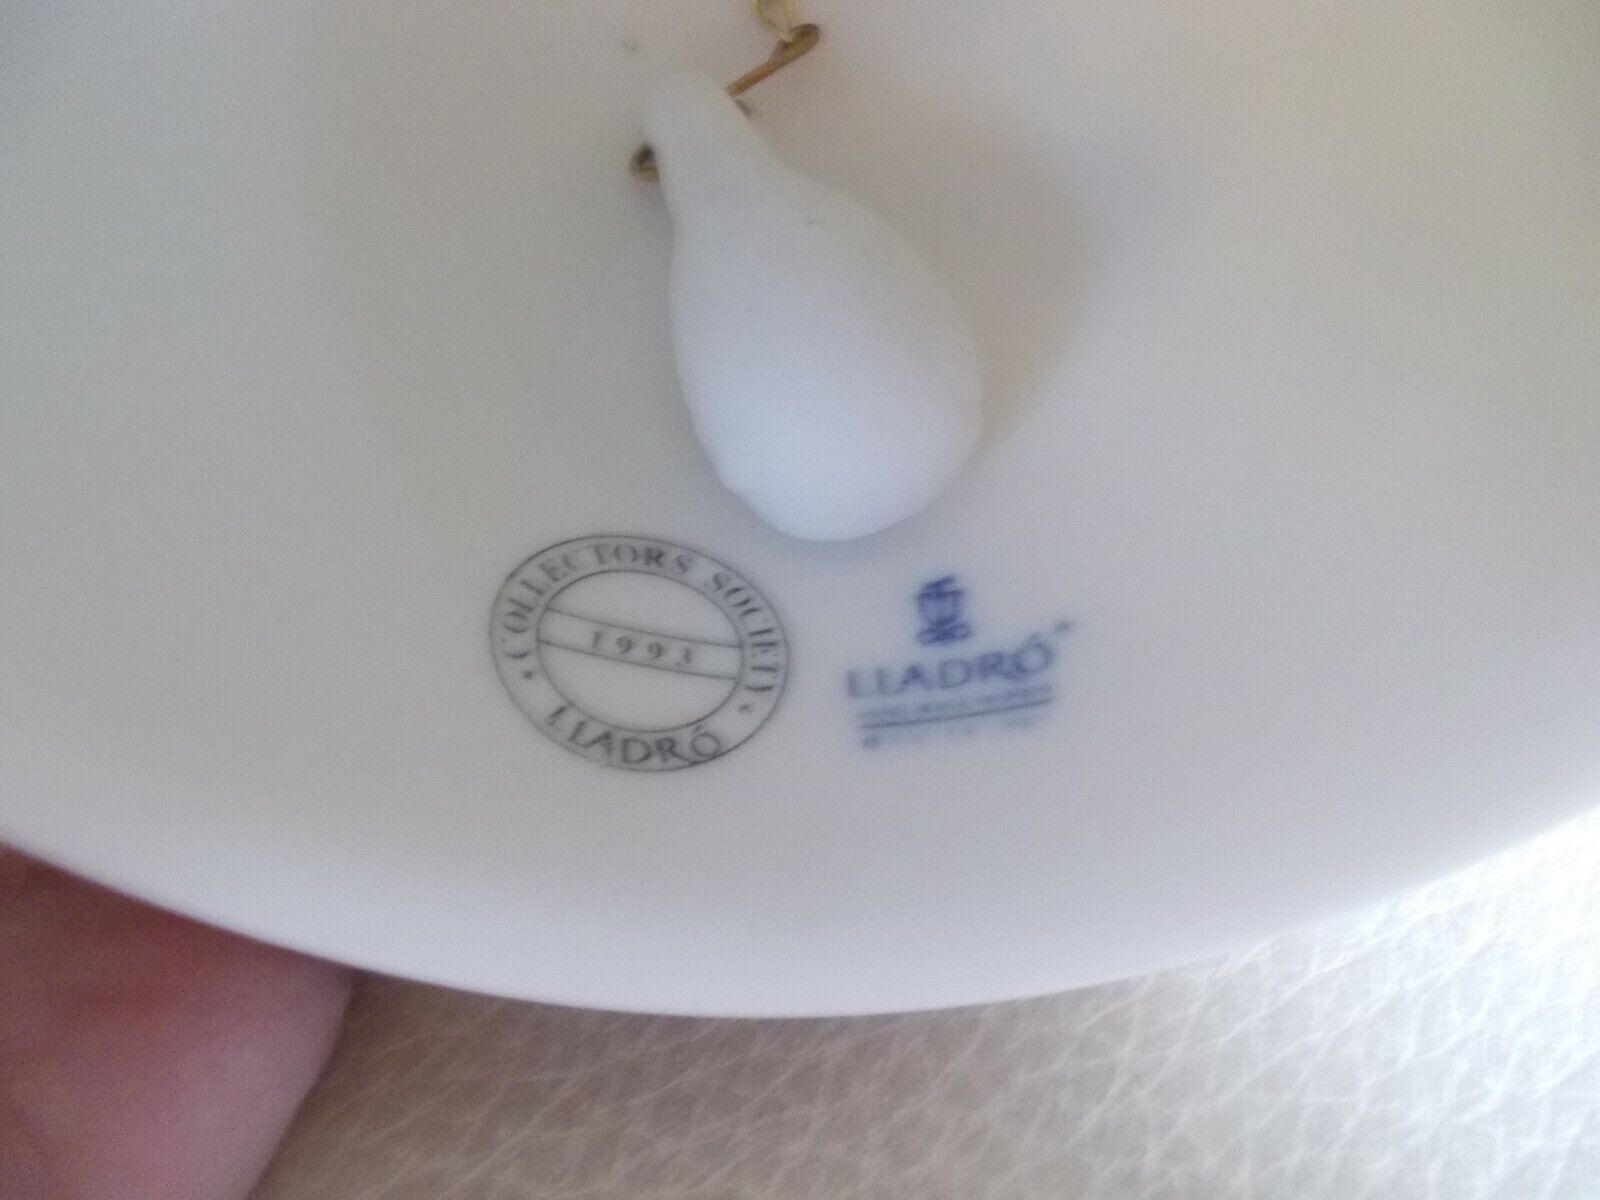 COLLECTORS SOCIETY
1993
LLADRÓ
LLADRÓ